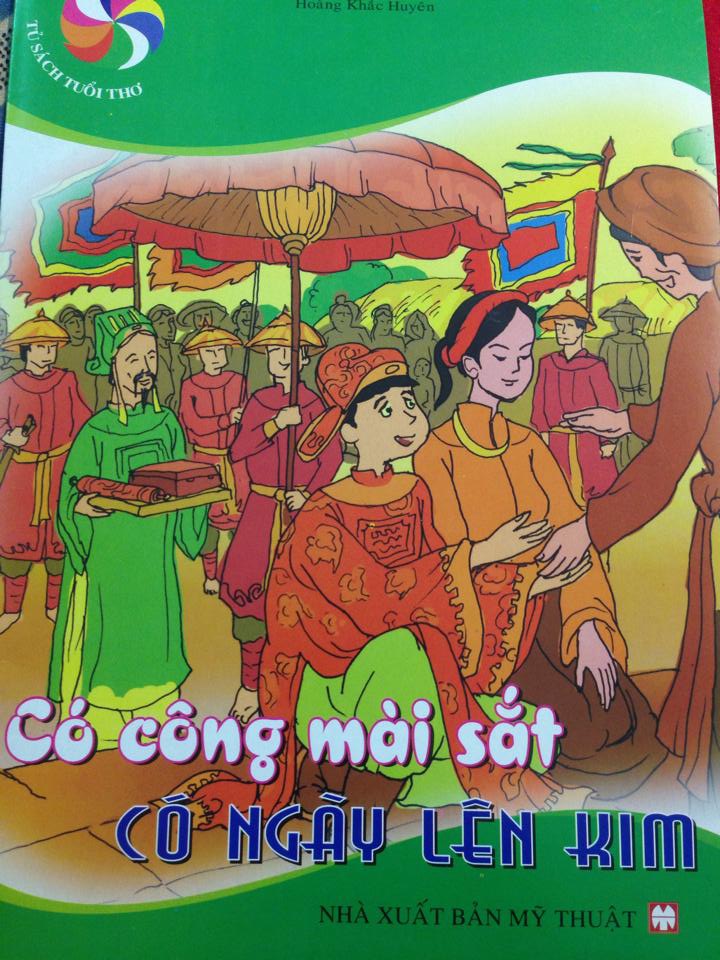 Hoàng Khắc Huyên
TỦ SÁCH TUỔI THƠ
Có công mài sắt
CÓ NGÀY LÊN KIM
NHÀ XUẤT BẢN MỸ THUẬT